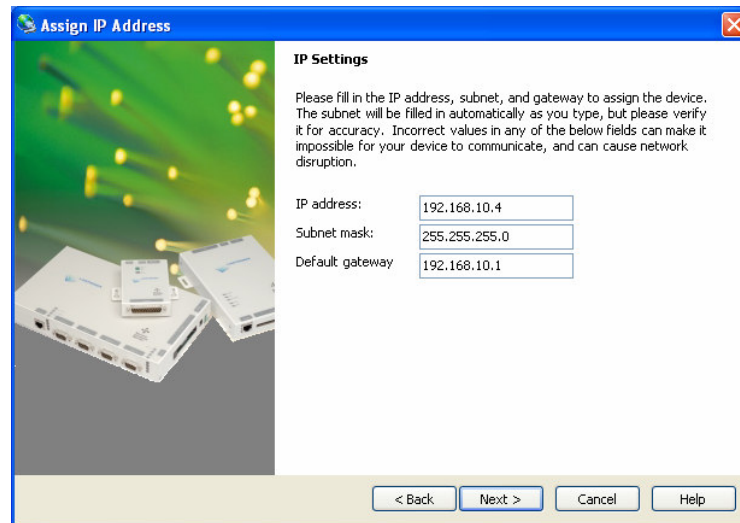 Assign IP Address
IP Settings
Please fill in the IP address, subnet, and gateway to assign the device.
The subnet will be filled in automatically as you type, but please verify
it for accuracy. Incorrect values in any of the below fields can make it
impossible for your device to communicate, and can cause network
disruption.
IP address: 192.168.10.4
Subnet mask: 255.255.255.0
Default gateway 192.168.10.1
< Back Next > Cancel Help